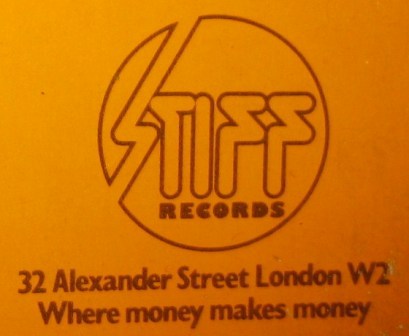 STIFF
RECORDS
32 Alexander Street London W2
Where money makes money